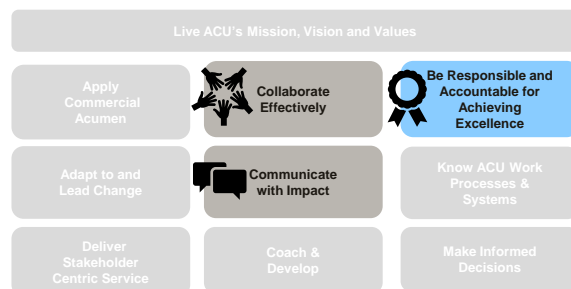 Live ACU's Mission, Vision and Values
Apply
Commercial
Acumen
Collaborate
Effectively
Be Responsible and
Accountable for
Achieving
Excellence
Adapt to and
Lead Change
Communicate
with Impact
Know ACU Work
Processes &
Systems
Deliver
Stakeholder
Centric Service
Coach &
Develop
Make Informed
Decisions